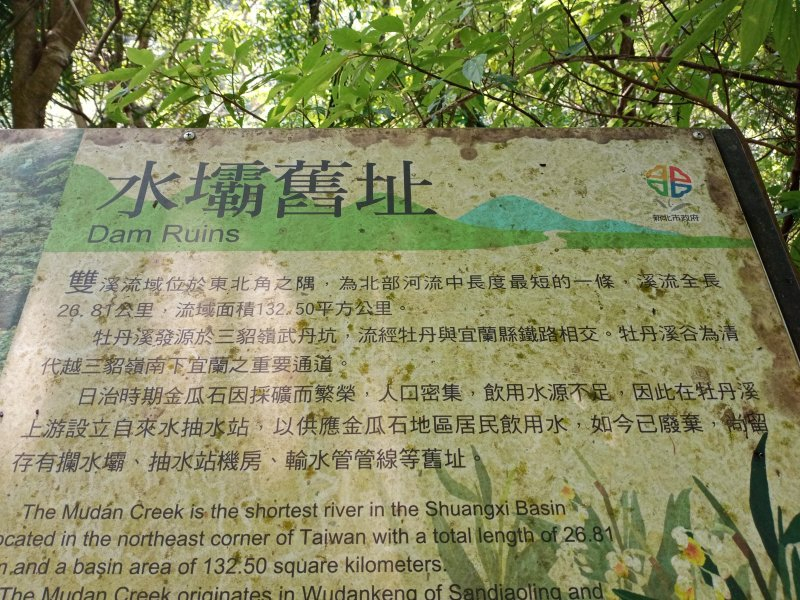 水壩舊址
Dam Ruins
新北市政府
雙溪流域位於東北角之隅，為北部河流中長度最短的一條，溪流全長
26.81公里，流域面積132.50平方公里。
牡丹溪發源於三貂嶺武丹坑，流經牡丹與宜蘭縣鐵路相交。牡丹溪谷為清
代越三貂嶺南下宜蘭之重要通道。
日治時期金瓜石因採礦而繁榮，人口密集，飲用水源不足，因此在牡丹溪
上游設立自來水抽水站，以供應金瓜石地區居民飲用水，如今已廢棄，尚留
存有攔水壩、抽水站機房、輸水管管線等舊址。
The Mudan Creek is the shortest river in the Shuangxi Basin
located in the northeast corner of Taiwan with a total length of 26.81
and a basin area of 132.50 square kilometers.
The Mudan Creek originates in Wudankeng of Sandiaoling and